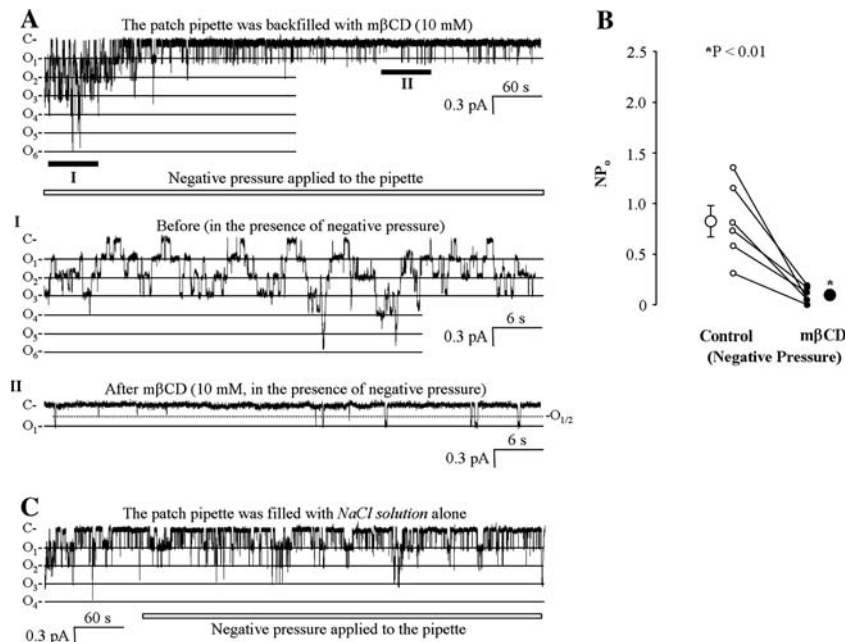 A
The patch pipette was backfilled with mβCD (10 mM)
C-
O₁-
O₂-
O₃-
O₄-
O₅-
O₆-
I
II
60 s
0.3 pA
Negative pressure applied to the pipette
I
Before (in the presence of negative pressure)
C-
O₁-
O₂-
O₃-
O₄-
O₅-
O₆-
6 s
0.3 pA
II
After mβCD (10 mM, in the presence of negative pressure)
C-
O₁-
-O₁/₂
6 s
0.3 pA
C
The patch pipette was filled with NaCl solution alone
C-
O₁-
O₂-
O₃-
O₄-
60 s
0.3 pA
Negative pressure applied to the pipette
B
*P < 0.01
NPₒ
2.5
2.0
1.5
1.0
0.5
0
*
Control mβCD
(Negative Pressure)